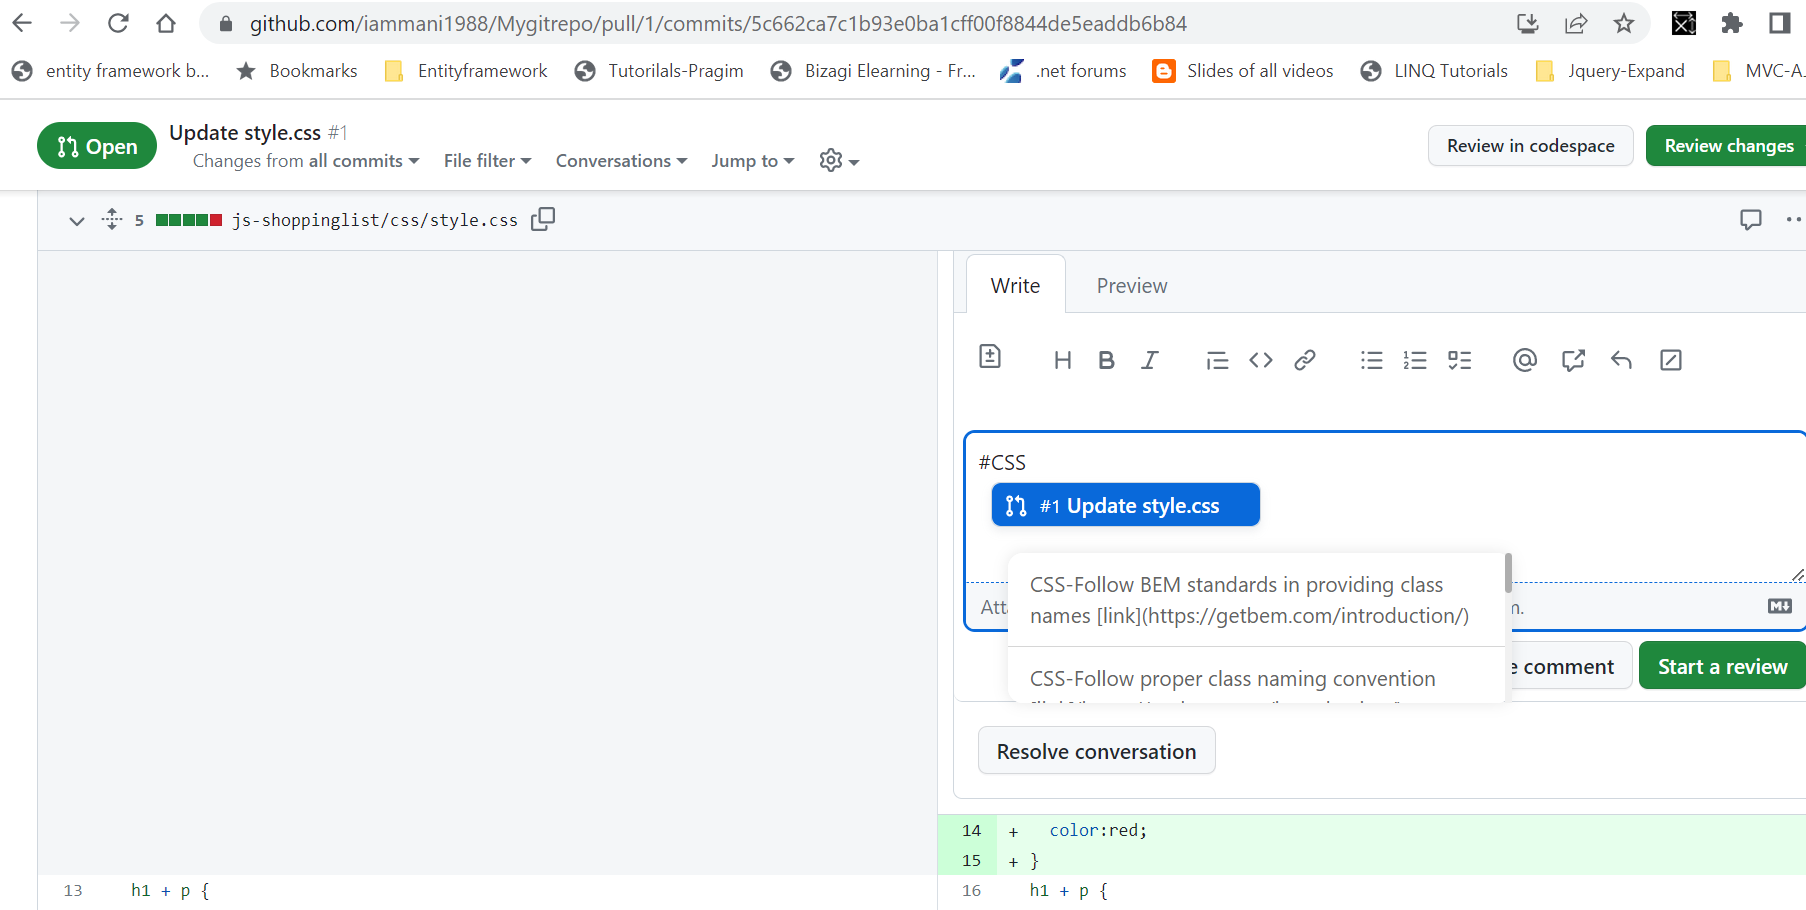 github.com/iammani1988/Mygitrepo/pull/1/commits/5c662ca7c1b93e0ba1cff00f8844de5eaddb6b84
entity framework b... Bookmarks Entityframework Tutorilals-Pragim Bizagi Elearning - Fr... .net forums Slides of all videos LINQ Tutorials Jquery-Expand MVC-A.
Open
Update style.css #1
Changes from all commits File filter Conversations Jump to
Review in codespace Review changes
5 js-shoppinglist/css/style.css
Write Preview
H B I
#CSS
#1 Update style.css
CSS-Follow BEM standards in providing class
names [link](https://getbem.com/introduction/)
CSS-Follow proper class naming convention
comment Start a review
Resolve conversation
14 + color:red;
15 + }
13 h1 + p { 16 h1 + p {